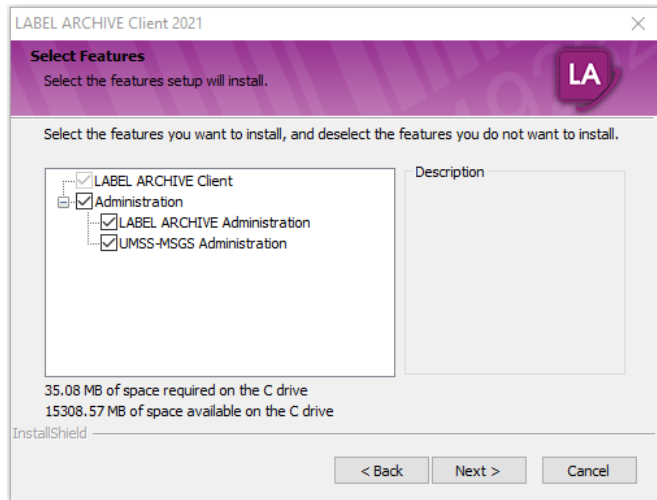 LABEL ARCHIVE Client 2021
Select Features
Select the features setup will install.
LA
Select the features you want to install, and deselect the features you do not want to install.
LABEL ARCHIVE Client
Administration
LABEL ARCHIVE Administration
UMSS-MSGS Administration
Description
35.08 MB of space required on the C drive
15308.57 MB of space available on the C drive
InstallShield
< Back
Next >
Cancel